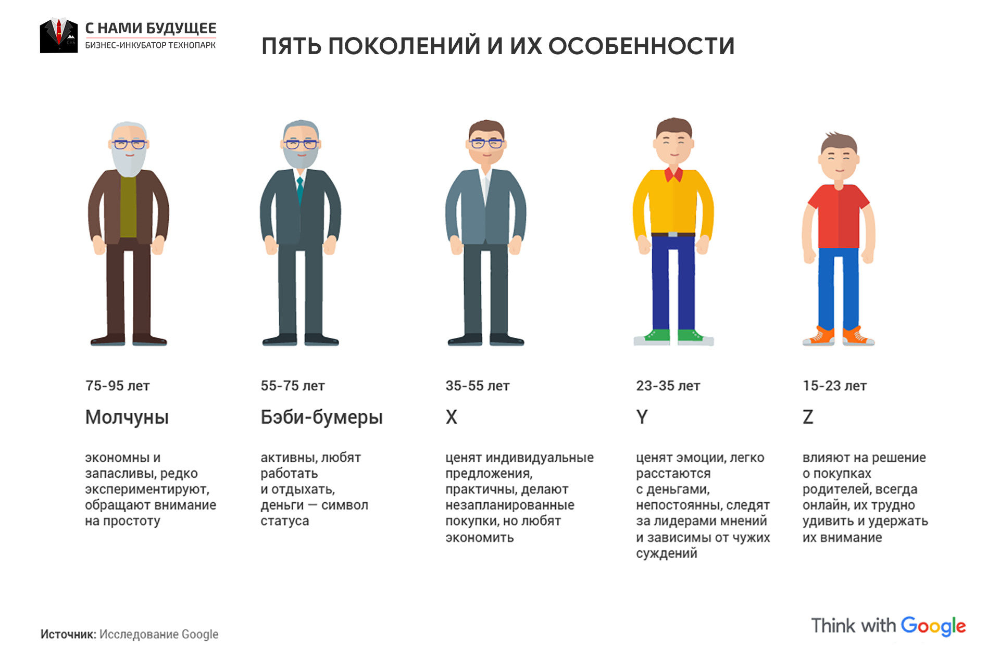 С НАМИ БУДУЩЕЕ
БИЗНЕС-ИНКУБАТОР ТЕХНОПАРК
СНБ
ПЯТЬ ПОКОЛЕНИЙ И ИХ ОСОБЕННОСТИ
75-95 лет
Молчуны
экономны и
запасливы, редко
экспериментируют,
обращают внимание
на простоту
55-75 лет
Бэби-бумеры
активны, любят
работать
и отдыхать,
деньги — символ
статуса
35-55 лет
X
ценят индивидуальные
предложения,
практичны, делают
незапланированные
покупки, но любят
экономить
23-35 лет
Y
ценят эмоции, легко
расстаются
с деньгами,
непостоянны, следят
за лидерами мнений
и зависимы от чужих
суждений
15-23 лет
Z
влияют на решение
о покупках
родителей, всегда
онлайн, их трудно
удивить и удержать
их внимание
Источник: Исследование Google
Think with Google